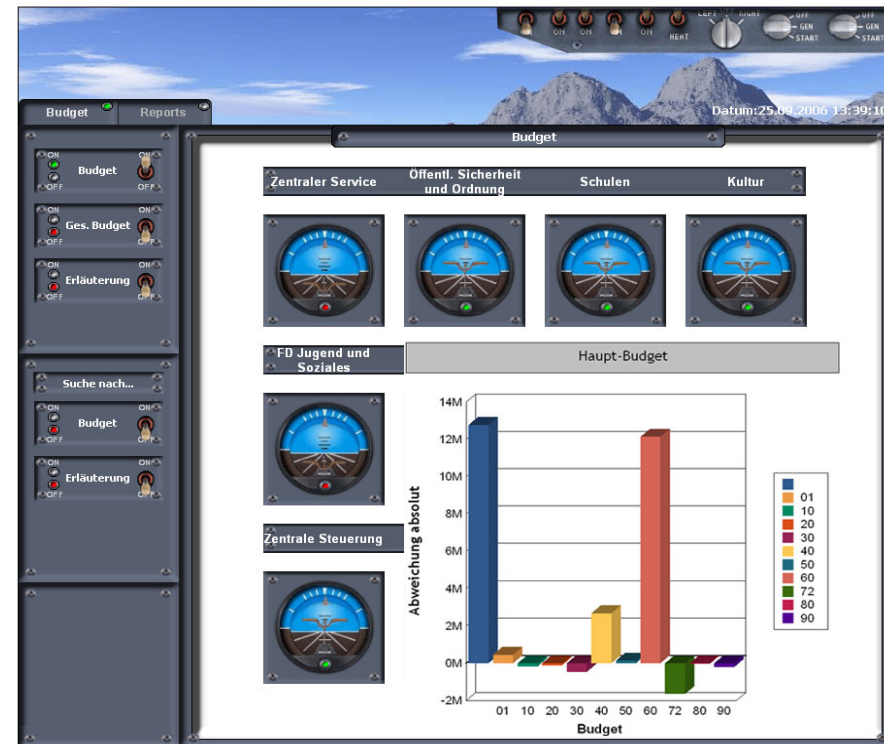 LEFT OFF RIGHT
OFF
GEN
START
OFF
GEN
START
ON ON ON ON ON HEAT
Budget
Reports
Datum:25.09.2006 13:39:10
Budget
ON ON
Budget
OFF OFF
ON ON
Ges. Budget
OFF OFF
ON ON
Erläuterung
OFF OFF
Suche nach...
ON ON
Budget
OFF OFF
ON ON
Erläuterung
OFF OFF
Zentraler Service
Öffentl. Sicherheit
und Ordnung
Schulen
Kultur
FD Jugend und
Soziales
Zentrale Steuerung
Haupt-Budget
14M
12M
10M
8M
6M
4M
2M
0M
-2M
Abweichung absolut
01 10 20 30 40 50 60 72 80 90
Budget
01
10
20
30
40
50
60
72
80
90